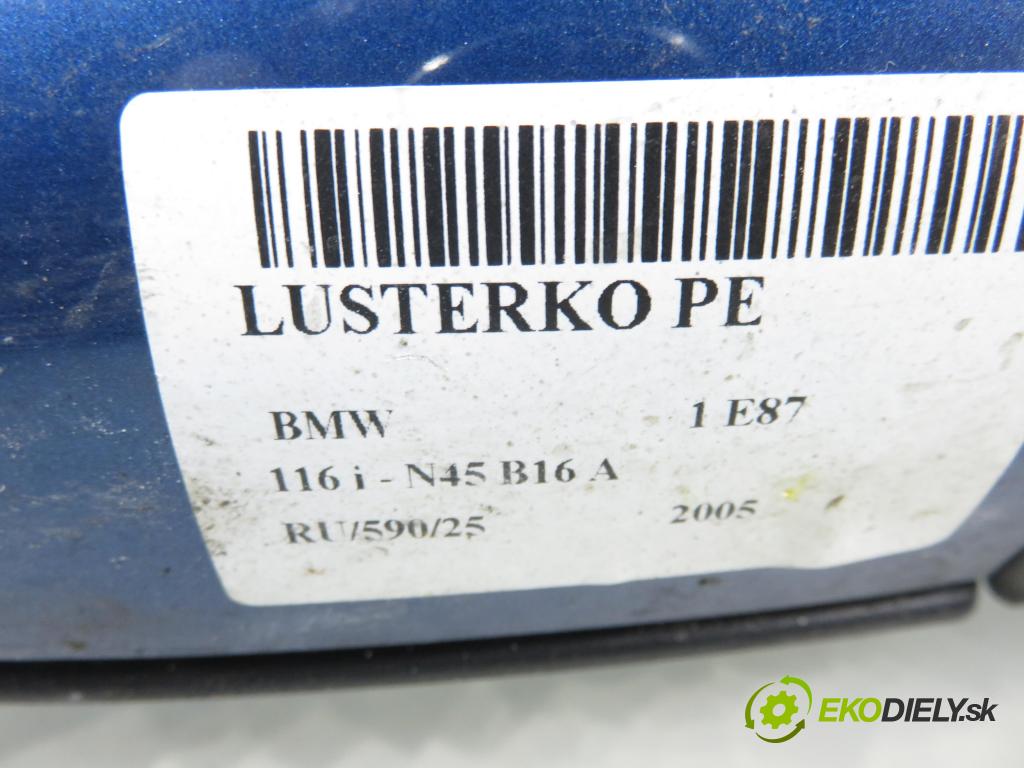 LUSTERKO PE
BMW 1 E87
116 i - N45 B16 A
RU/590/25 2005
EKODIELY.sk